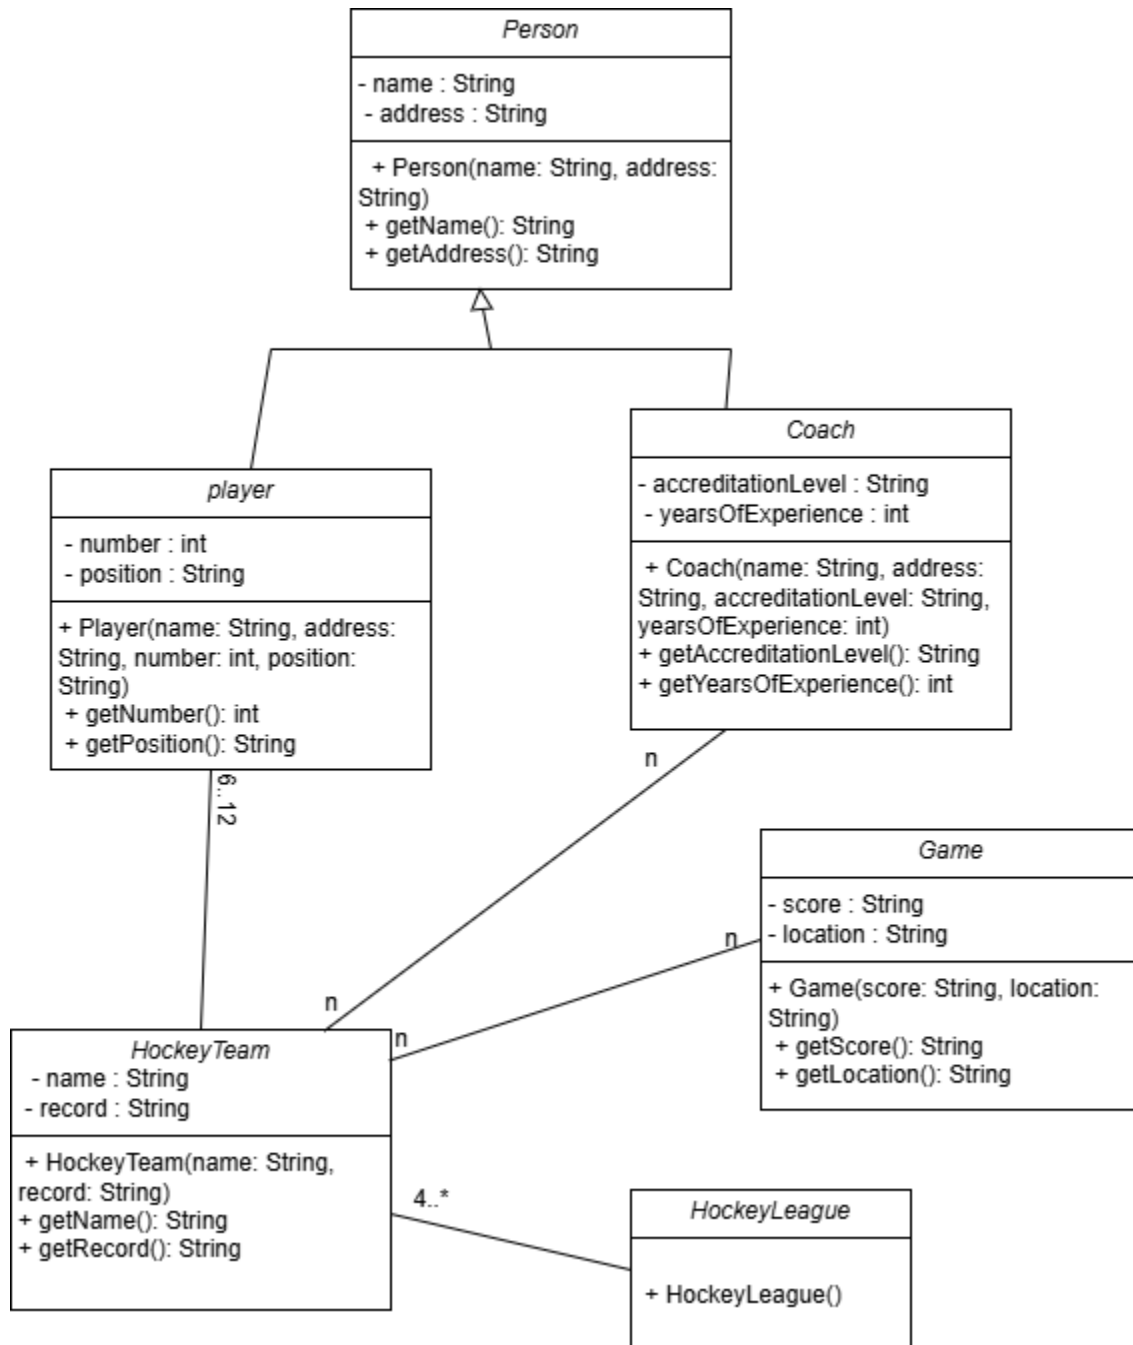 Person
- name : String
- address : String
+ Person(name: String, address:
String)
+ getName(): String
+ getAddress(): String
Coach
- accreditationLevel : String
- yearsOfExperience : int
+ Coach(name: String, address:
String, accreditationLevel: String,
yearsOfExperience: int)
+ getAccreditationLevel(): String
+ getYearsOfExperience(): int
player
- number : int
- position : String
+ Player(name: String, address:
String, number: int, position:
String)
+ getNumber(): int
+ getPosition(): String
6..12
n
n
Game
- score : String
- location : String
+ Game(score: String, location:
String)
+ getScore(): String
+ getLocation(): String
n
n
HockeyTeam
- name : String
- record : String
+ HockeyTeam(name: String,
record: String)
+ getName(): String
+ getRecord(): String
4..*
HockeyLeague
+ HockeyLeague()